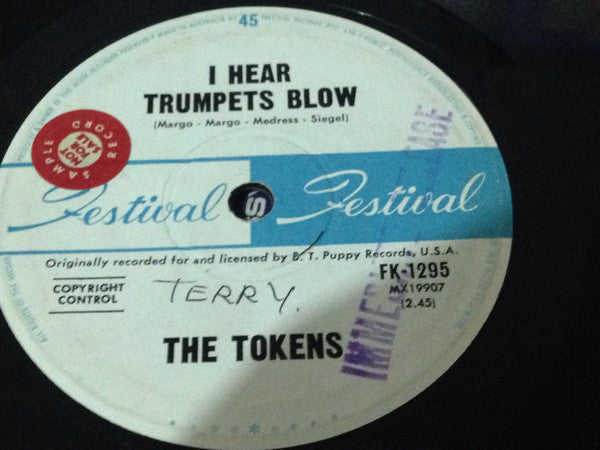 45
I HEAR
TRUMPETS BLOW
(Margo - Margo - Medress - Siegel)
SAMPLE RECORD
NOT FOR SALE
Festival
S
Festival
Originally recorded for and licensed by B. T. Puppy Records, U.S.A.
COPYRIGHT
CONTROL
TERRY.
FK-1295
MX19907
(2.45)
THE TOKENS